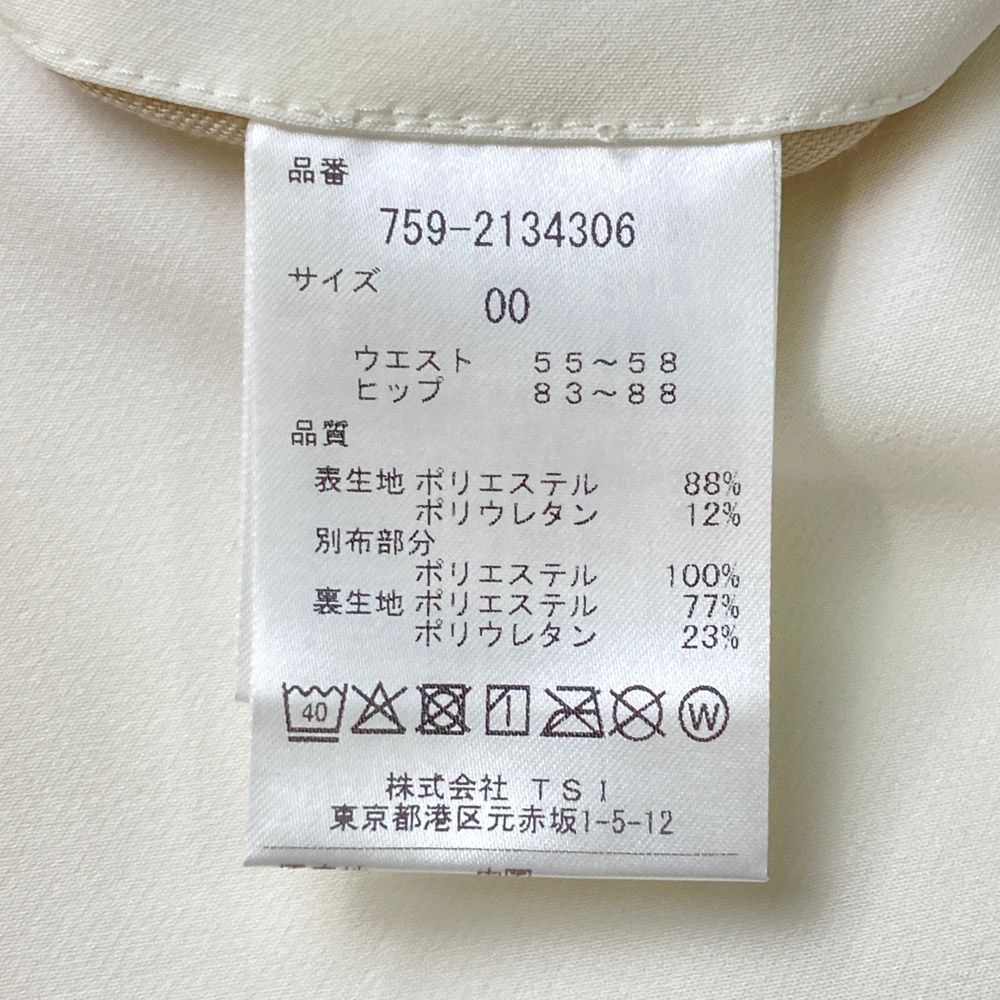 品番
759-2134306
サイズ
00
ウエスト 55～58
ヒップ 83～88
品質
表生地 ポリエステル 88%
ポリウレタン 12%
別布部分
ポリエステル 100%
裏生地 ポリエステル 77%
ポリウレタン 23%
40 1 W
株式会社 TSI
東京都港区元赤坂1-5-12